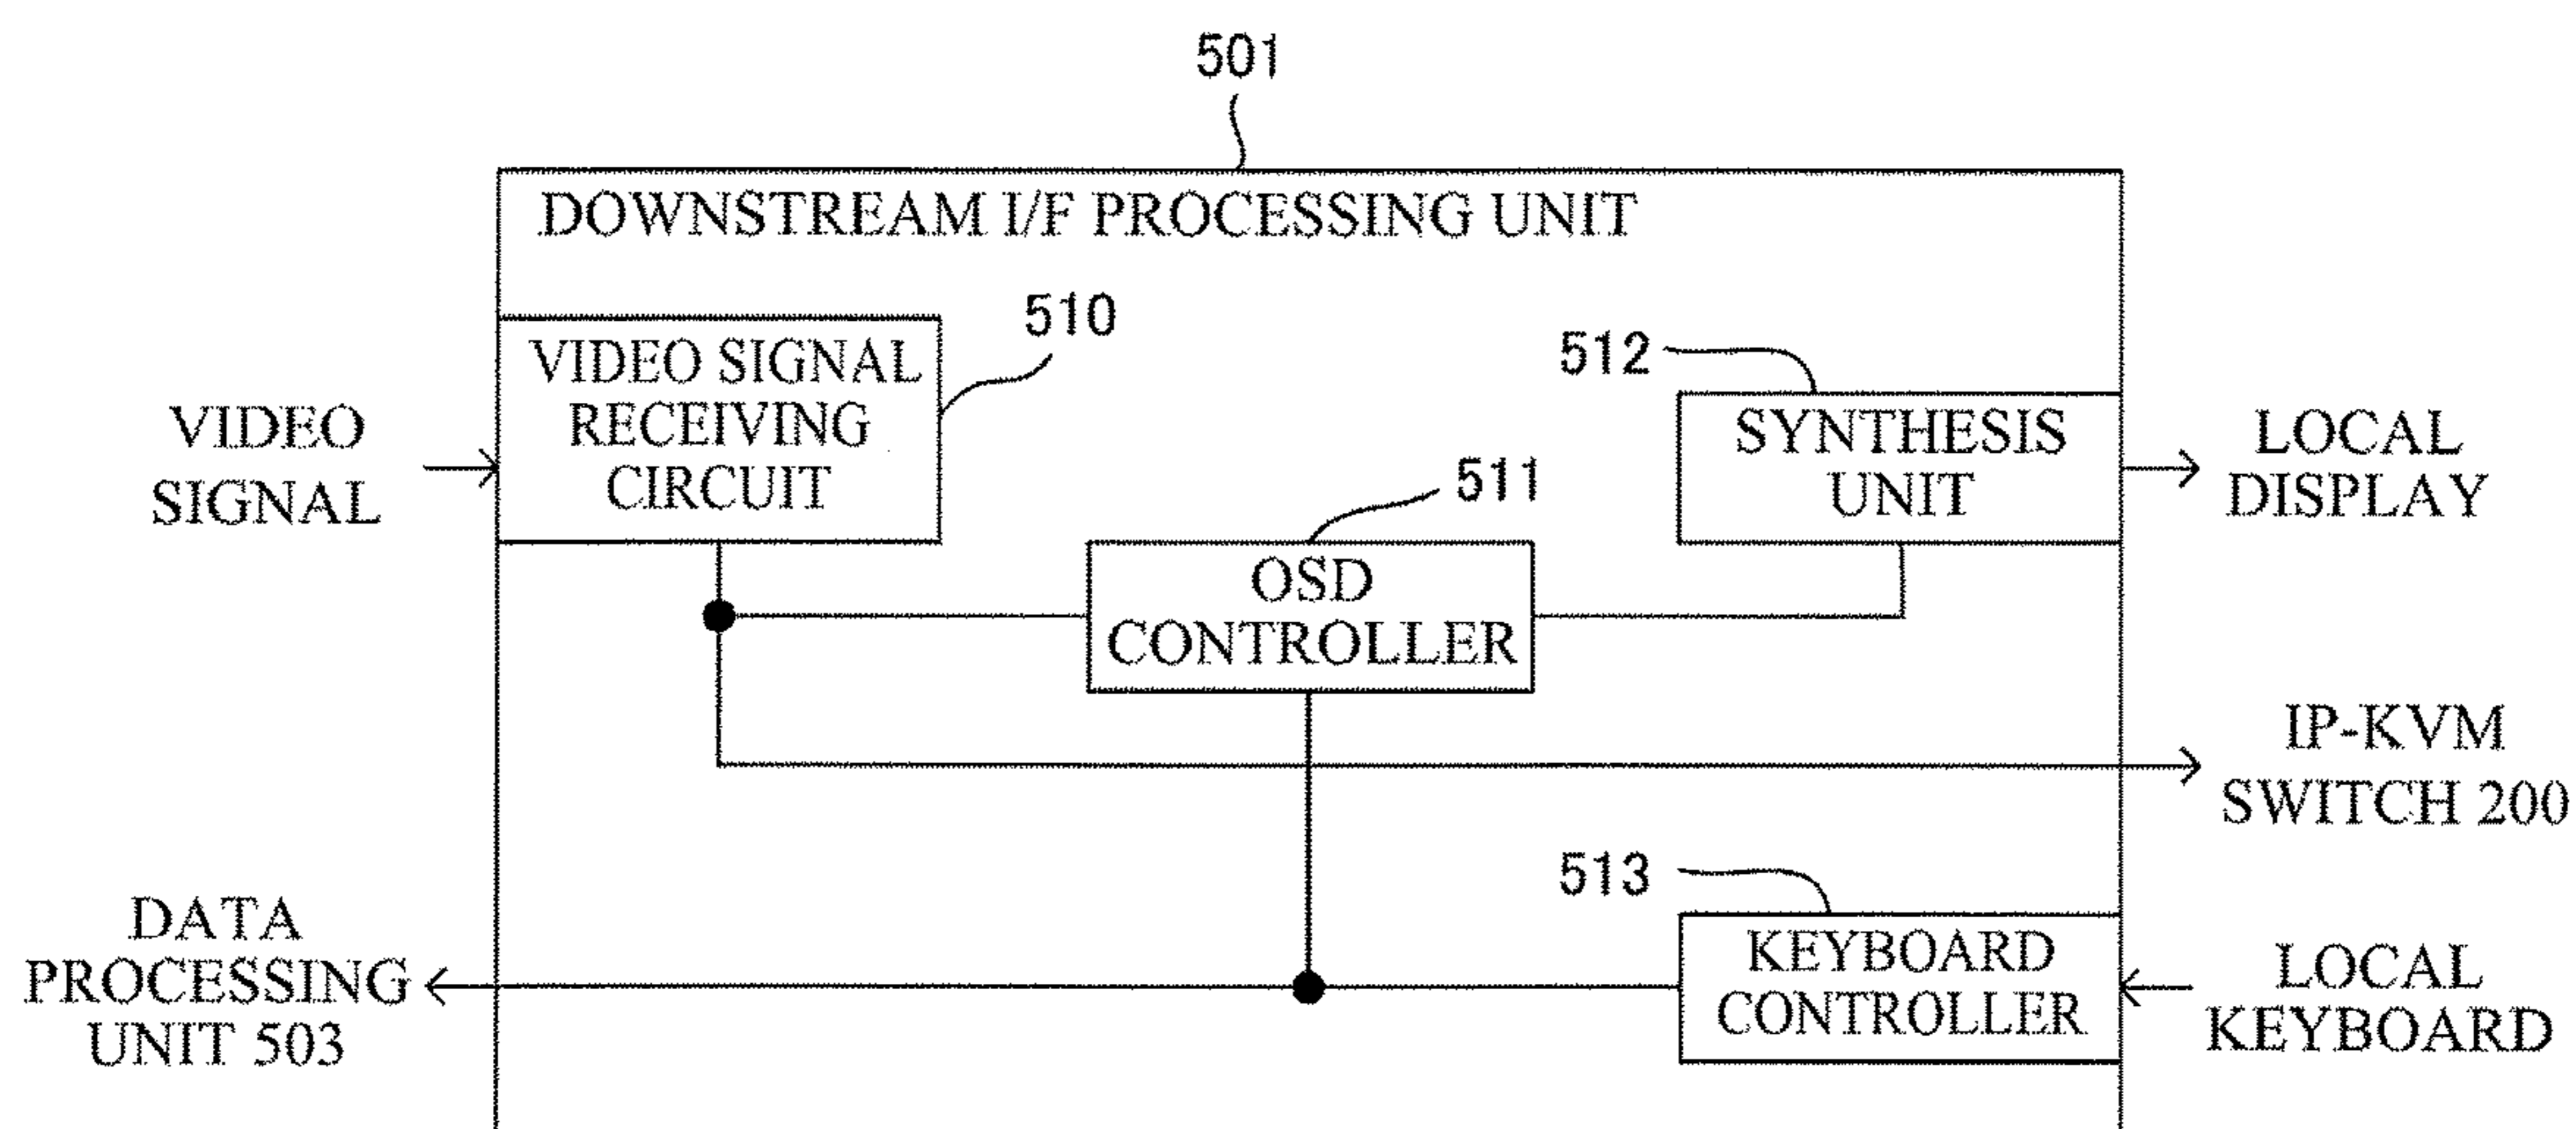 501
DOWNSTREAM I/F PROCESSING UNIT
510
VIDEO SIGNAL
RECEIVING
CIRCUIT
512
SYNTHESIS
UNIT
VIDEO
SIGNAL
LOCAL
DISPLAY
511
OSD
CONTROLLER
IP-KVM
SWITCH 200
513
DATA
PROCESSING
UNIT 503
KEYBOARD
CONTROLLER
LOCAL
KEYBOARD